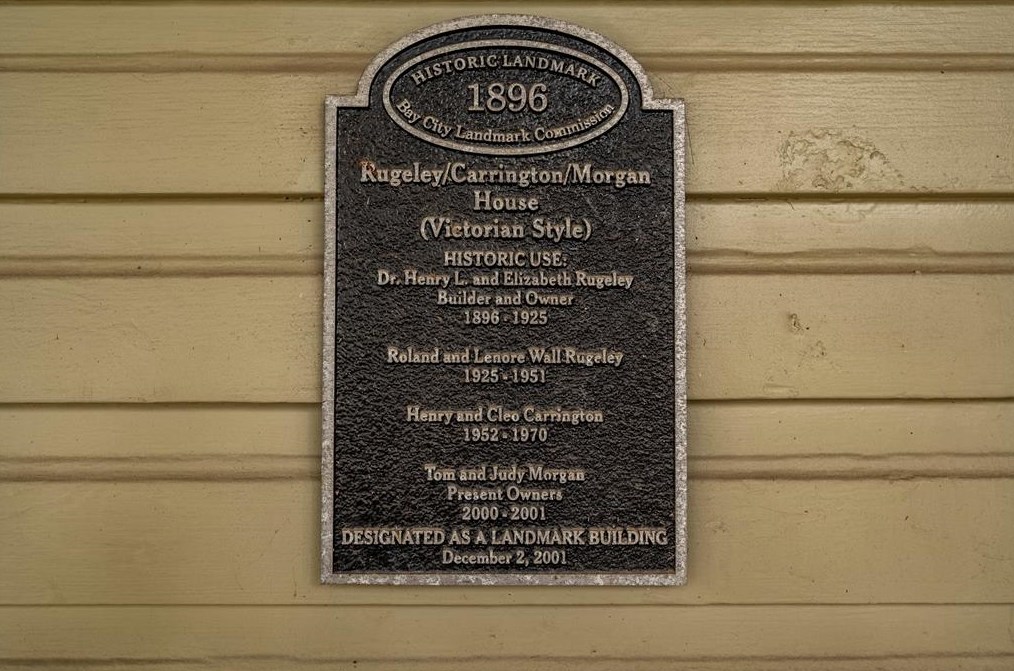 HISTORIC LANDMARK
1896
Bay City Landmark Commission
Rugeley/Carrington/Morgan
House
(Victorian Style)
HISTORIC USE:
Dr. Henry L. and Elizabeth Rugeley
Builder and Owner
1896 - 1925
Roland and Lenore Wall Rugeley
1925 - 1951
Henry and Cleo Carrington
1952 - 1970
Tom and Judy Morgan
Present Owners
2000 - 2001
DESIGNATED AS A LANDMARK BUILDING
December 2, 2001